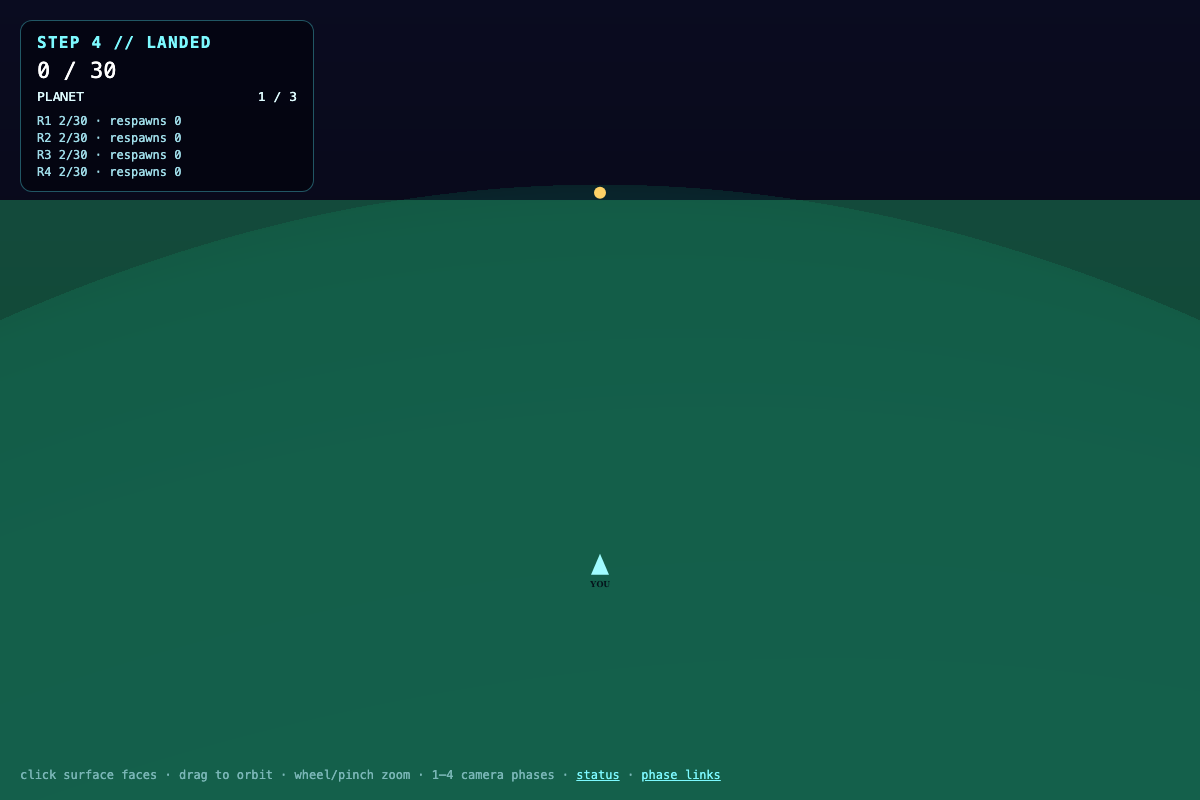 STEP 4 // LANDED
0 / 30
PLANET 1 / 3
R1 2/30 · respawns 0
R2 2/30 · respawns 0
R3 2/30 · respawns 0
R4 2/30 · respawns 0
YOU
click surface faces · drag to orbit · wheel/pinch zoom · 1–4 camera phases · status · phase links